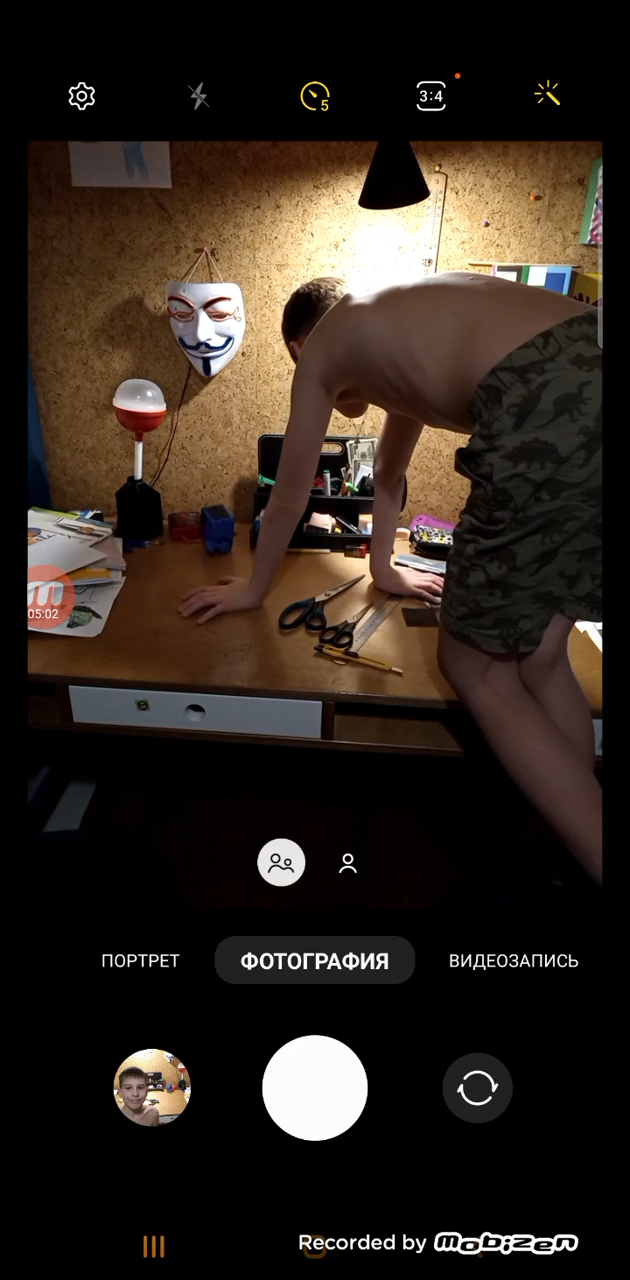 5
3:4
05:02
ПОРТРЕТ
ФОТОГРАФИЯ
ВИДЕОЗАПИСЬ
Recorded by Mobizen